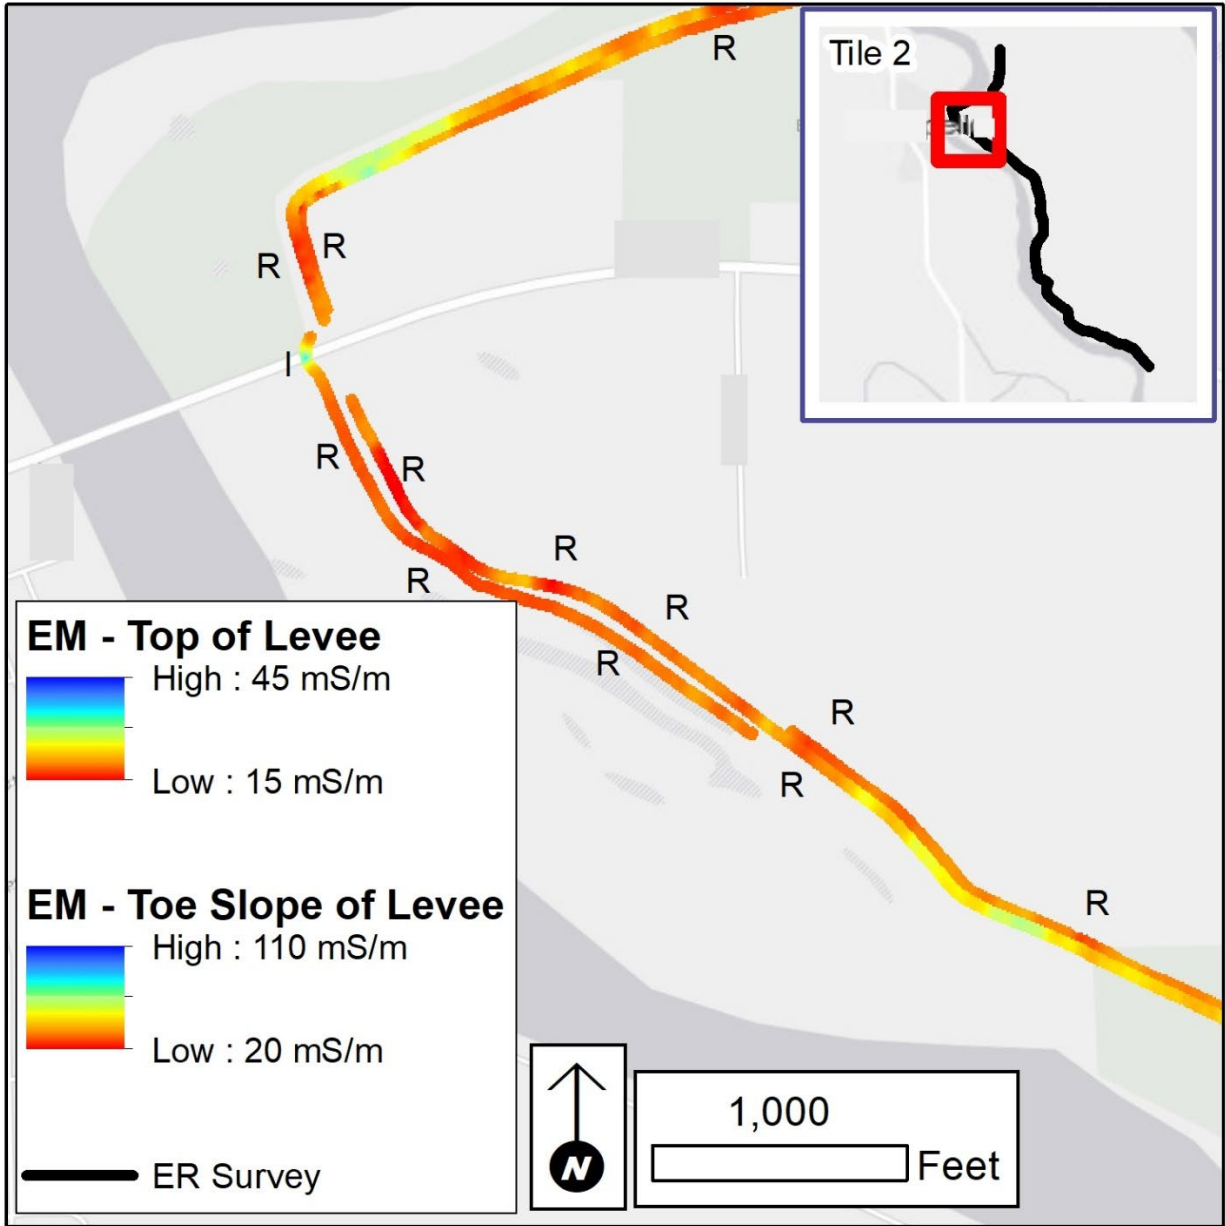 R
Tile 2
R
R
I
R
R
R
R
R
R
R
R
R
EM - Top of Levee
High : 45 mS/m
Low : 15 mS/m
EM - Toe Slope of Levee
High : 110 mS/m
Low : 20 mS/m
ER Survey
N
1,000
Feet